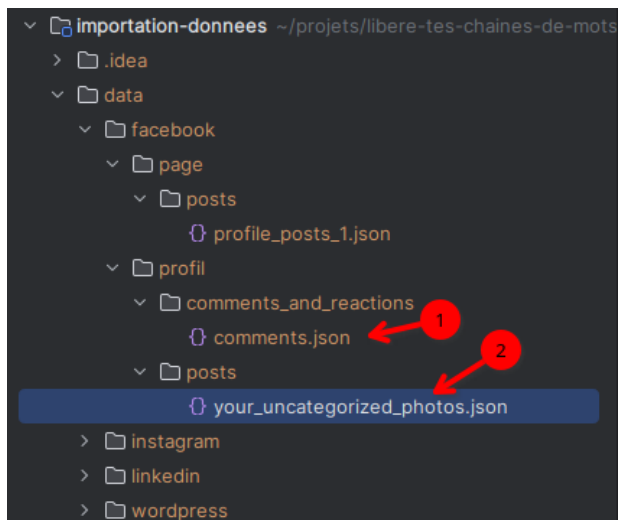 importation-donnees ~/projets/libere-tes-chaines-de-mots
.idea
data
facebook
page
posts
{} profile_posts_1.json
profil
comments_and_reactions
{} comments.json
1
2
posts
{} your_uncategorized_photos.json
instagram
linkedin
wordpress